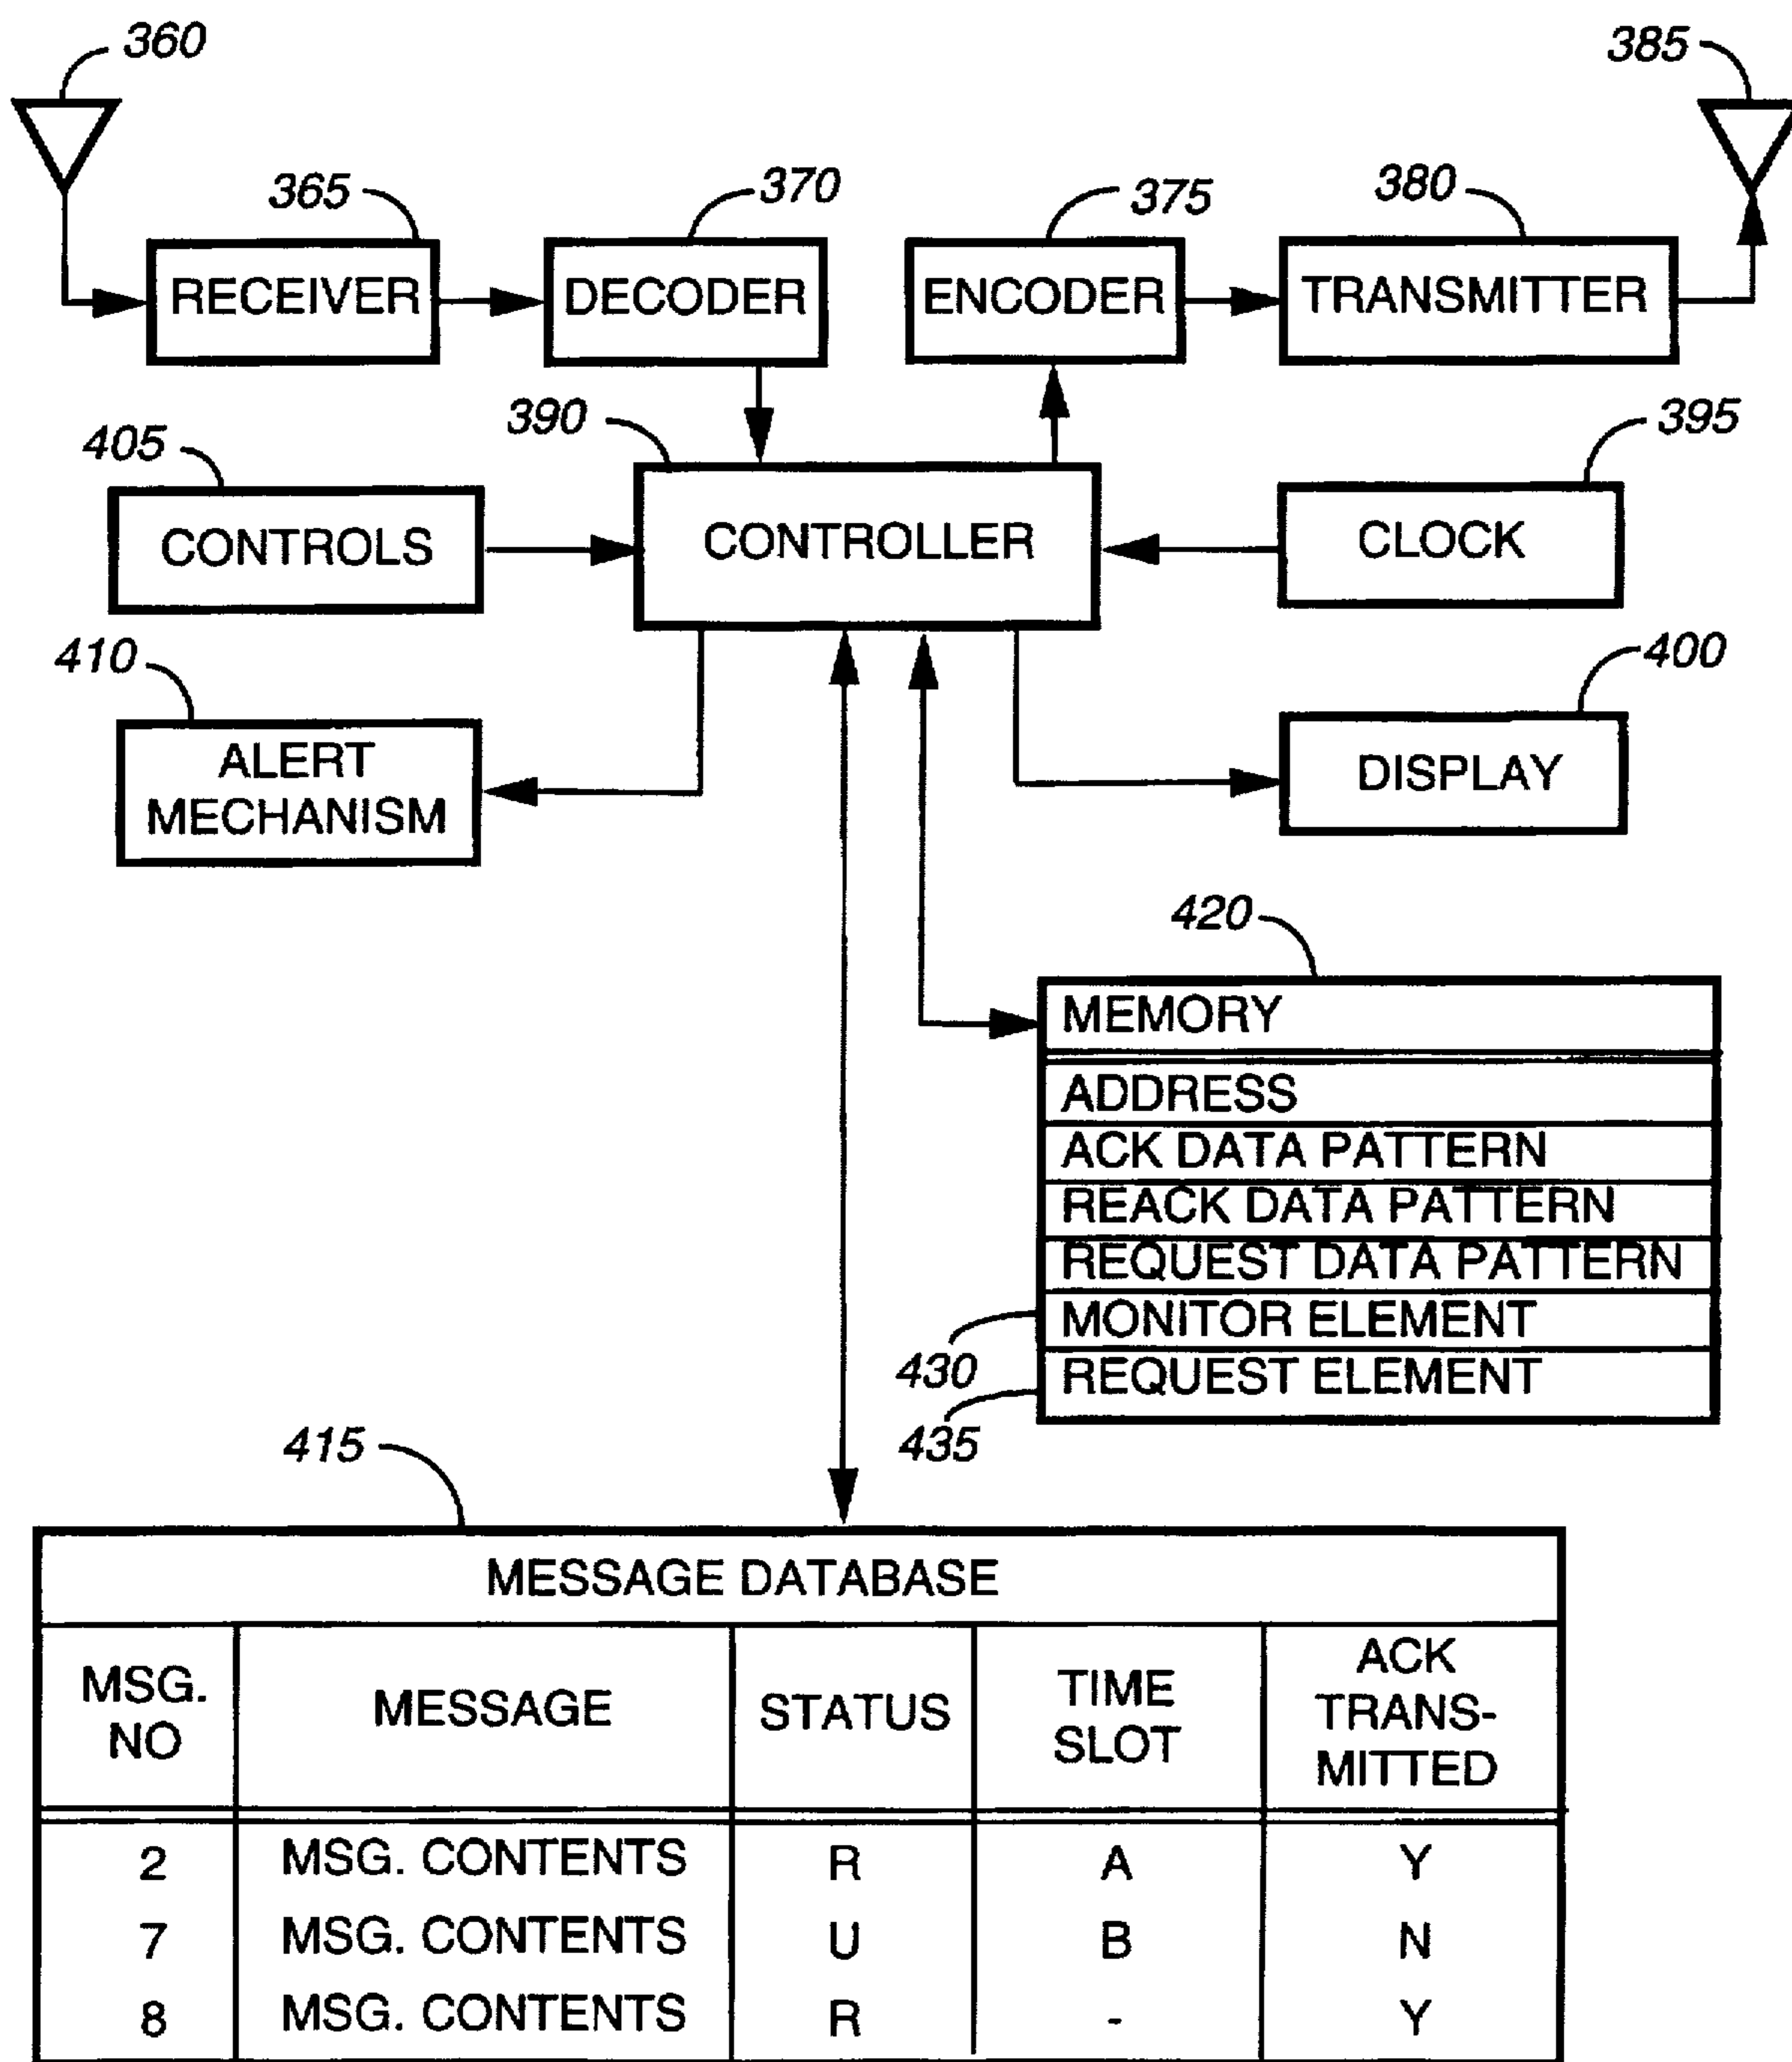 360
385
365
370
375
380
RECEIVER
DECODER
ENCODER
TRANSMITTER
390
395
405
CONTROLS
CONTROLLER
CLOCK
410
400
ALERT
MECHANISM
DISPLAY
420
MEMORY
ADDRESS
ACK DATA PATTERN
REACK DATA PATTERN
REQUEST DATA PATTERN
MONITOR ELEMENT
430
REQUEST ELEMENT
435
415
MESSAGE DATABASE
MSG. NO MESSAGE STATUS TIME SLOT ACK TRANS- MITTED
2 MSG. CONTENTS R A Y
7 MSG. CONTENTS U B N
8 MSG. CONTENTS R - Y